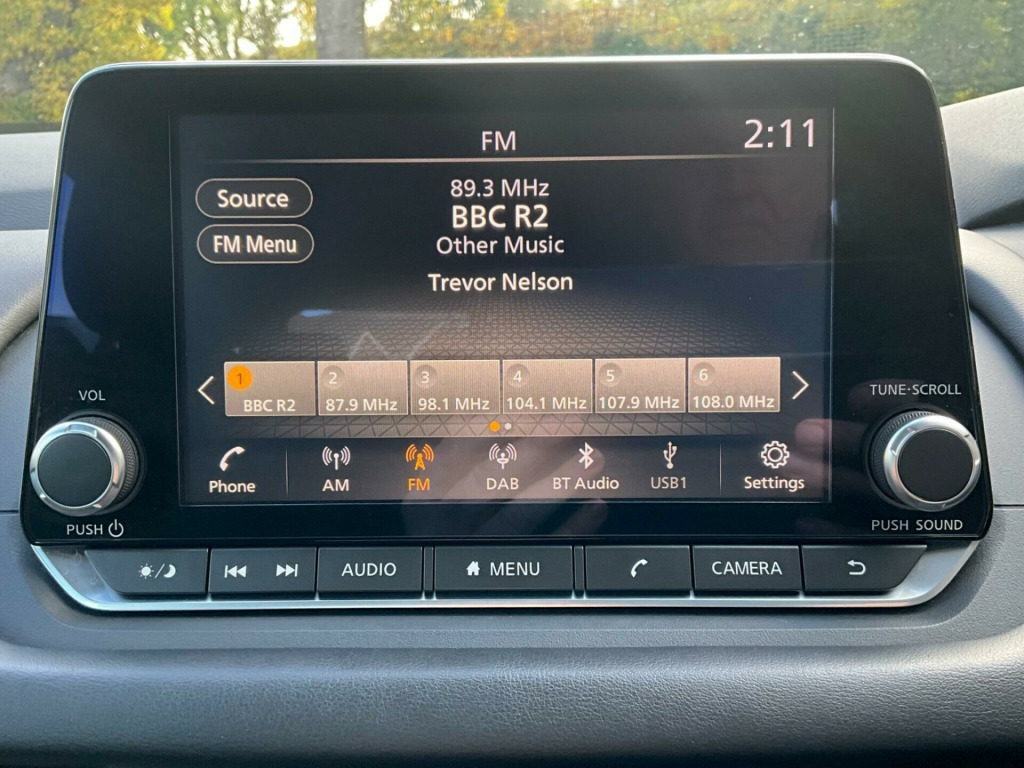 FM 2:11
Source
89.3 MHz
BBC R2
FM Menu
Other Music
Trevor Nelson
1 2 3 4 5 6
BBC R2 87.9 MHz 98.1 MHz 104.1 MHz 107.9 MHz 108.0 MHz
VOL
TUNE·SCROLL
Phone AM FM DAB BT Audio USB1 Settings
PUSH
PUSH SOUND
AUDIO MENU CAMERA